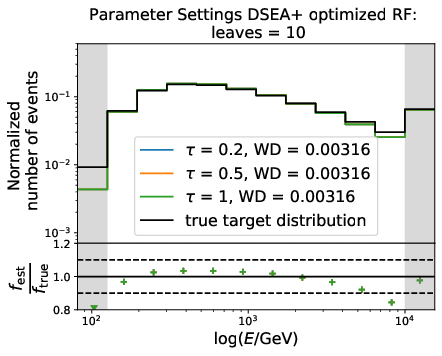 Parameter Settings DSEA+ optimized RF:
leaves = 10
Normalized
number of events
10⁻¹
10⁻²
10⁻³
τ = 0.2, WD = 0.00316
τ = 0.5, WD = 0.00316
τ = 1, WD = 0.00316
true target distribution
f_est
f_true
1.2
1.0
0.8
10²
10³
10⁴
log(E/GeV)